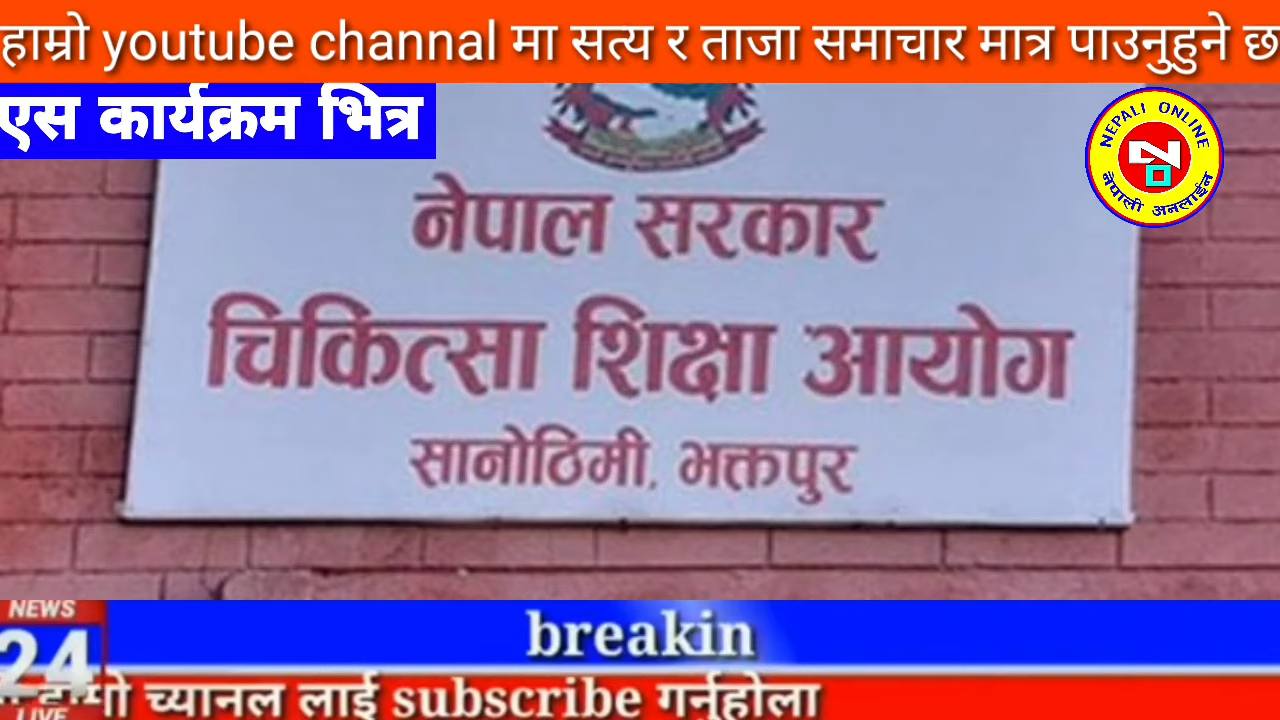 हाम्रो youtube channal मा सत्य र ताजा समाचार मात्र पाउनुहुने छ
एस कार्यक्रम भित्र
NEPALI ONLINE
नेपाली अनलाईन
नेपाल सरकार
चिकित्सा शिक्षा आयोग
सानोठिमी, भक्तपुर
NEWS
24
LIVE
breakin
च्यानल लाई subscribe गर्नुहोला